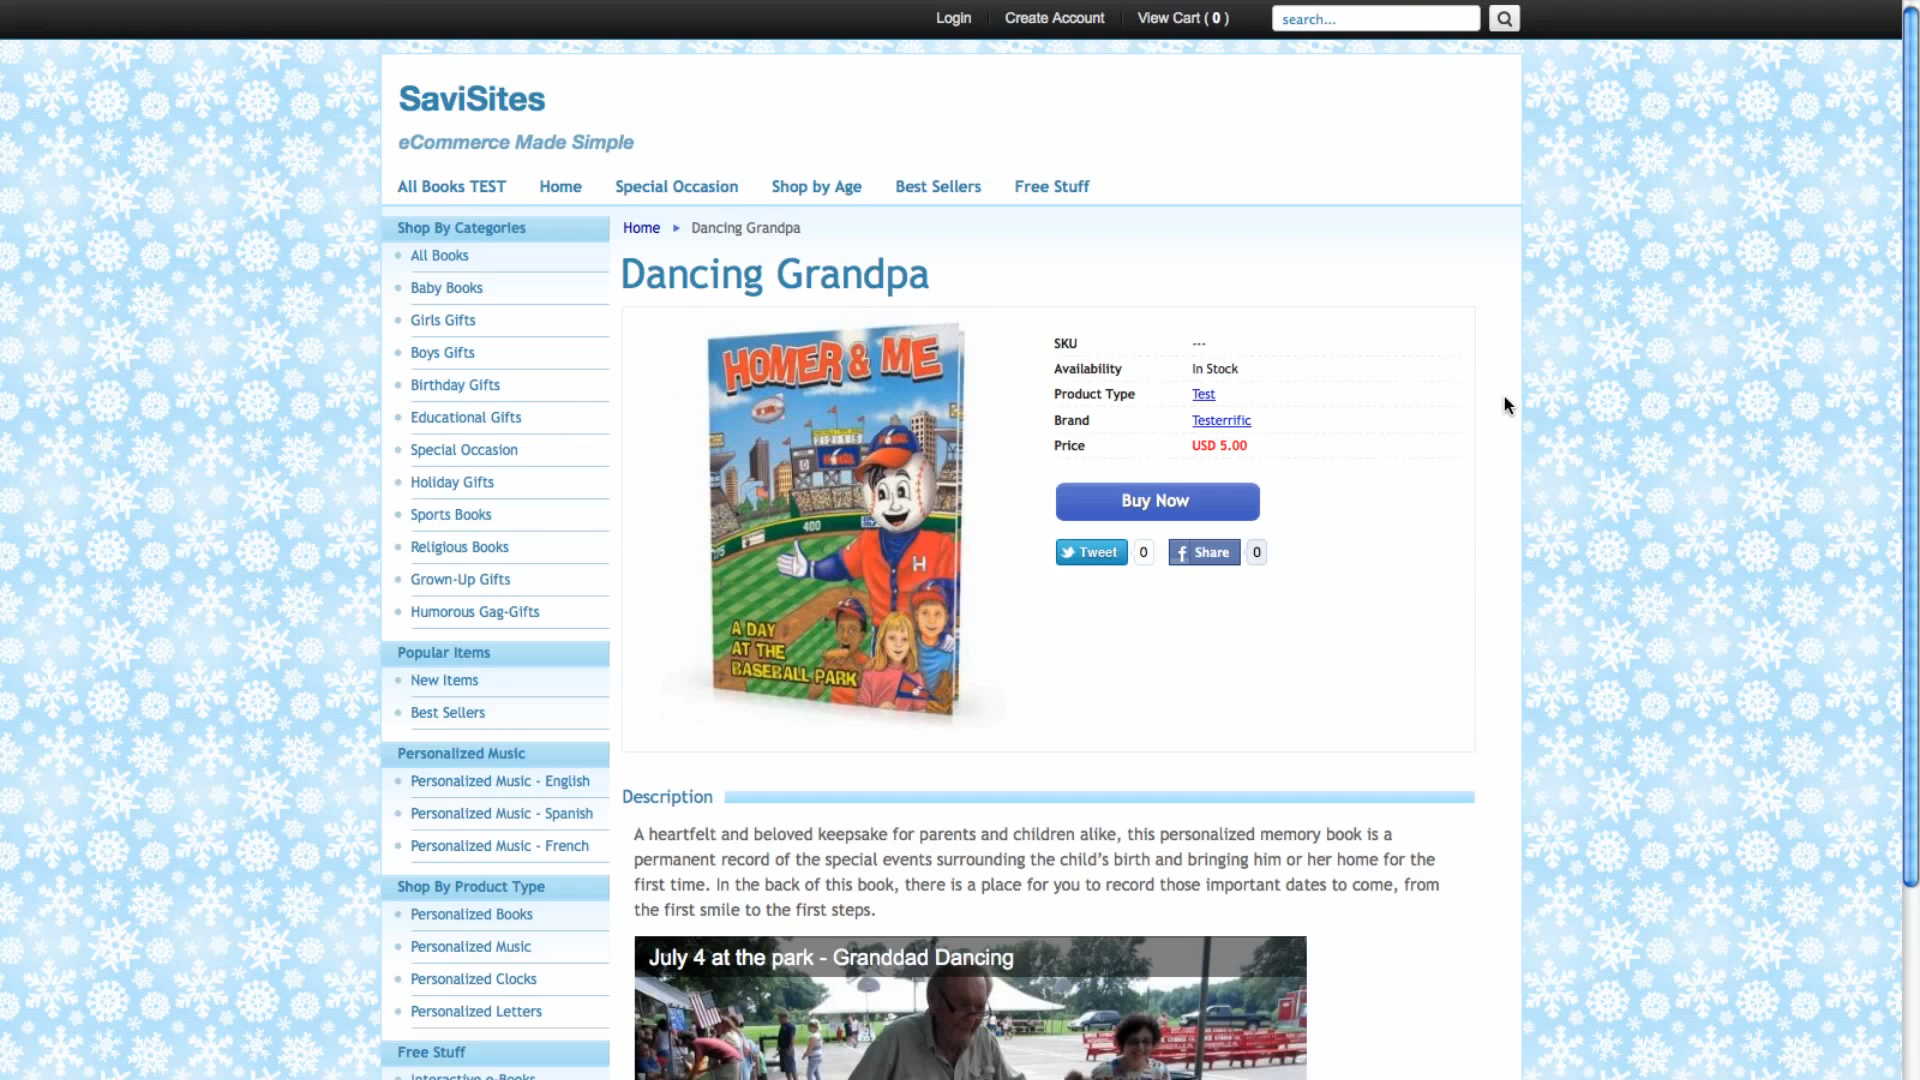 Login
Create Account
View Cart ( 0 )
search...
SaviSites
eCommerce Made Simple
All Books TEST
Home
Special Occasion
Shop by Age
Best Sellers
Free Stuff
Shop By Categories
All Books
Baby Books
Girls Gifts
Boys Gifts
Birthday Gifts
Educational Gifts
Special Occasion
Holiday Gifts
Sports Books
Religious Books
Grown-Up Gifts
Humorous Gag-Gifts
Popular Items
New Items
Best Sellers
Personalized Music
Personalized Music - English
Personalized Music - Spanish
Personalized Music - French
Shop By Product Type
Personalized Books
Personalized Music
Personalized Clocks
Personalized Letters
Free Stuff
Interactive e-Books
Home ▸ Dancing Grandpa
Dancing Grandpa
HOMER & ME
400
H
A DAY
AT THE
BASEBALL PARK
SKU ---
Availability In Stock
Product Type Test
Brand Testerrific
Price USD 5.00
Buy Now
Tweet 0
Share 0
Description
A heartfelt and beloved keepsake for parents and children alike, this personalized memory book is a
permanent record of the special events surrounding the child's birth and bringing him or her home for the
first time. In the back of this book, there is a place for you to record those important dates to come, from
the first smile to the first steps.
July 4 at the park - Granddad Dancing